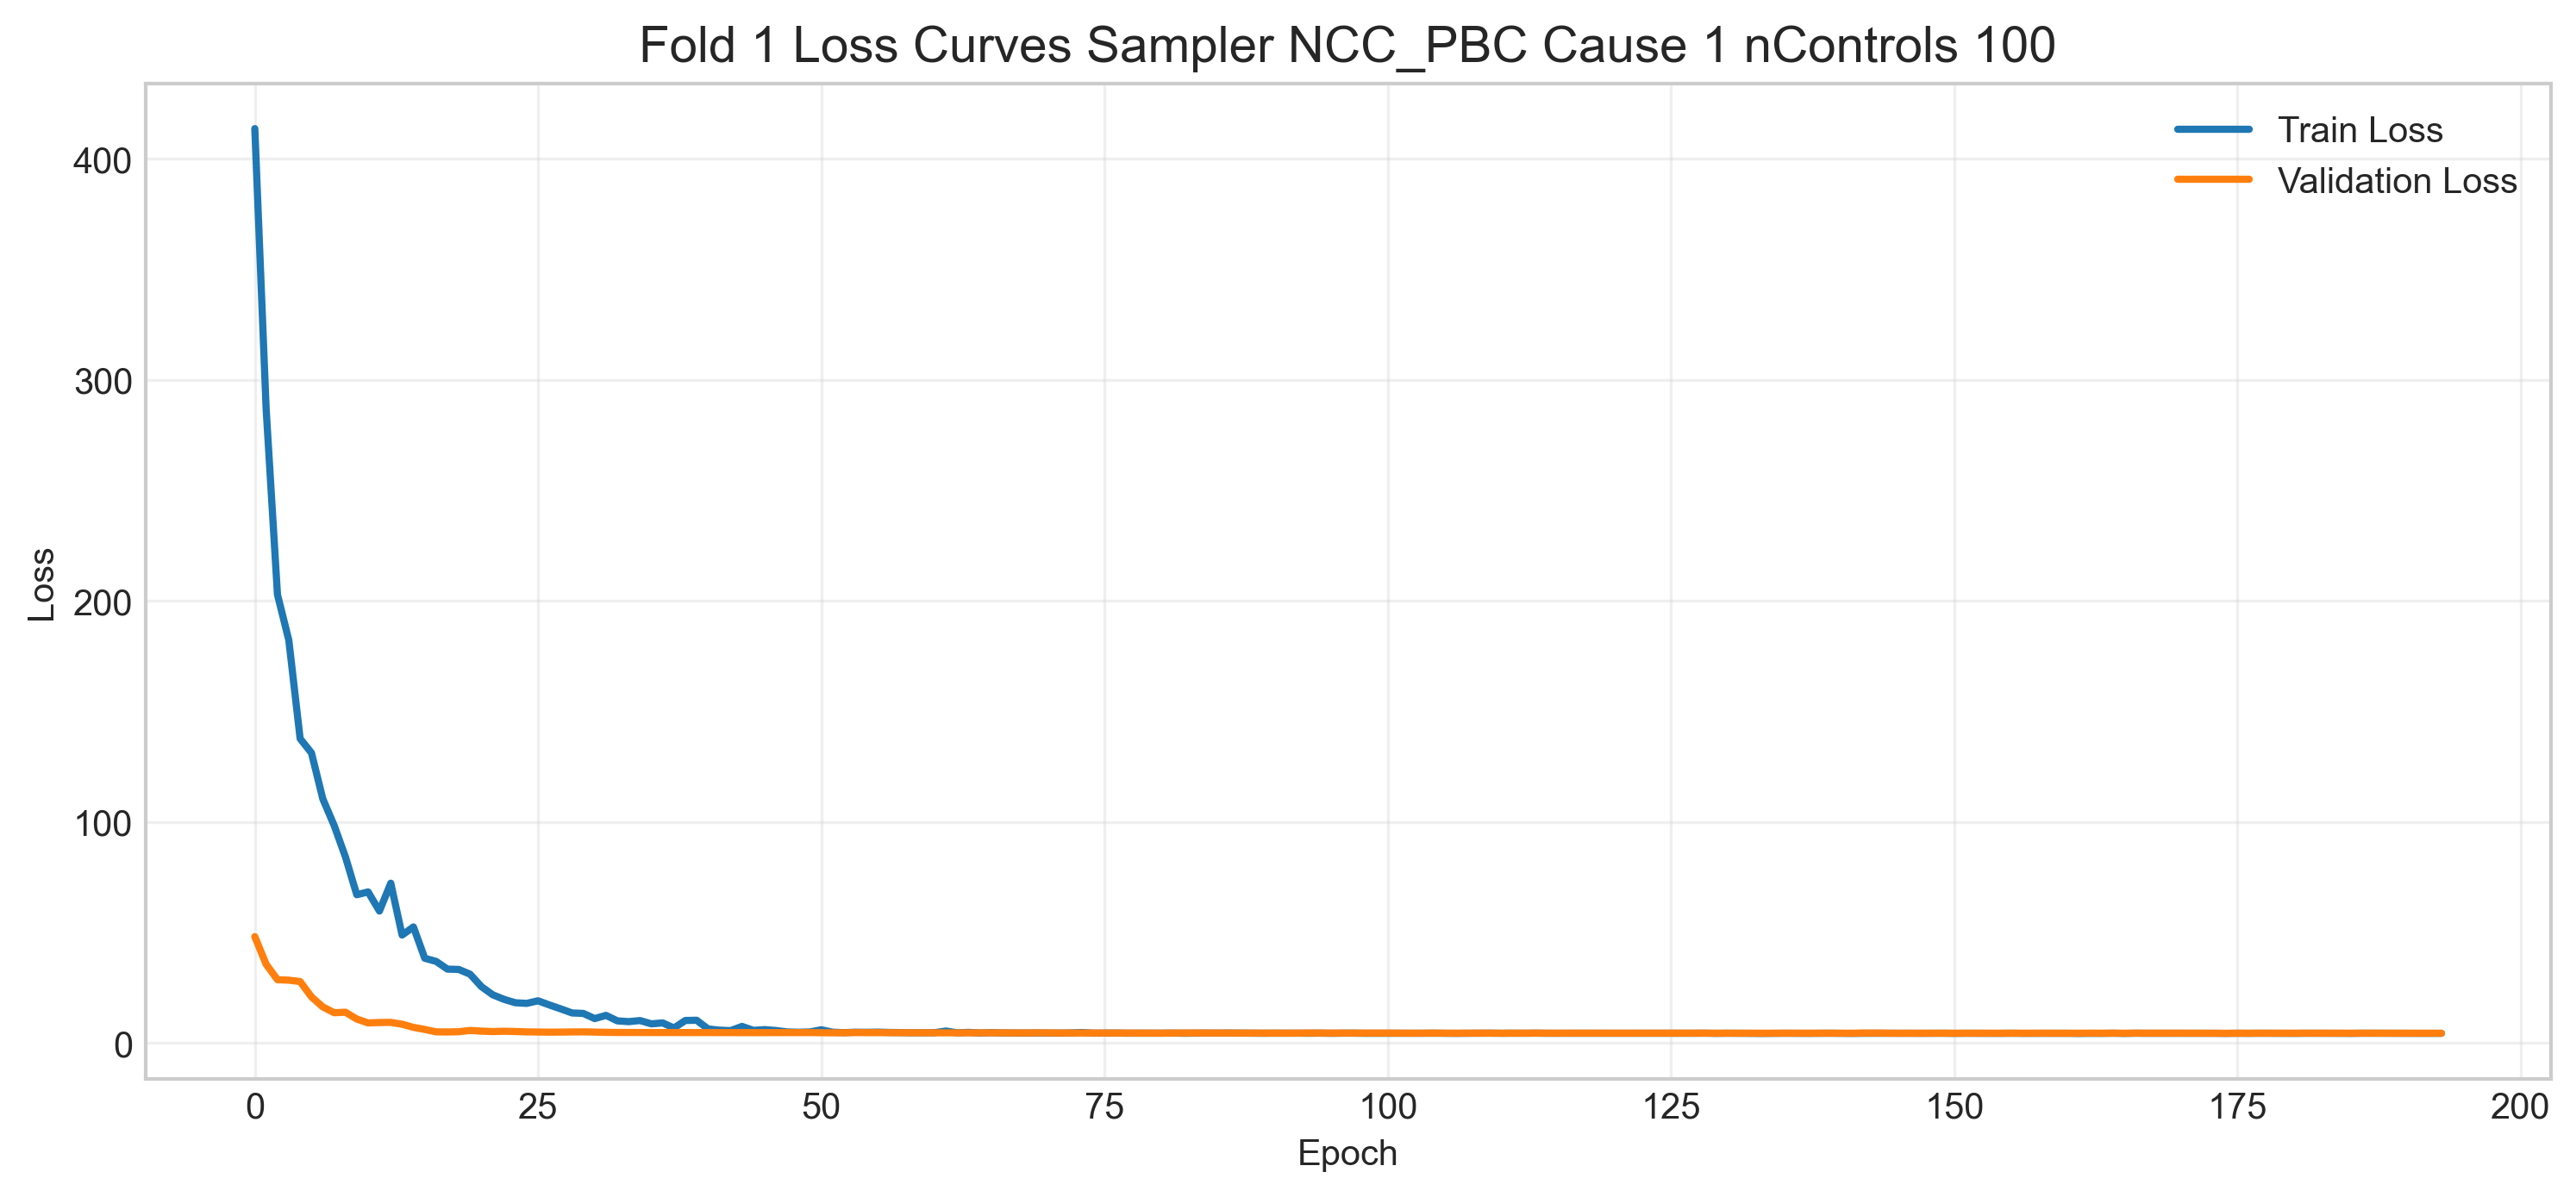 Fold 1 Loss Curves Sampler NCC_PBC Cause 1 nControls 100
Train Loss
Validation Loss
400
300
200
100
0
Loss
0 25 50 75 100 125 150 175 200
Epoch